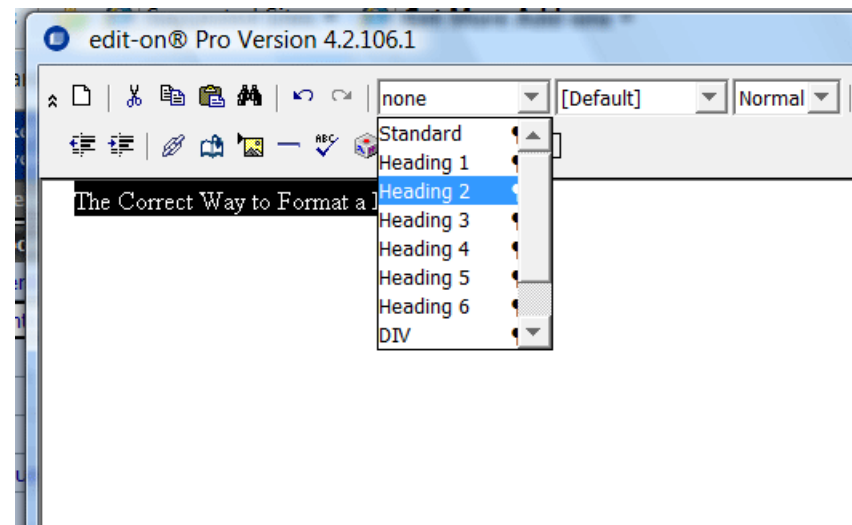 edit-on® Pro Version 4.2.106.1
none [Default] Normal
ABC
Standard ¶
Heading 1
Heading 2
Heading 3
Heading 4
Heading 5
Heading 6
DIV
The Correct Way to Format a